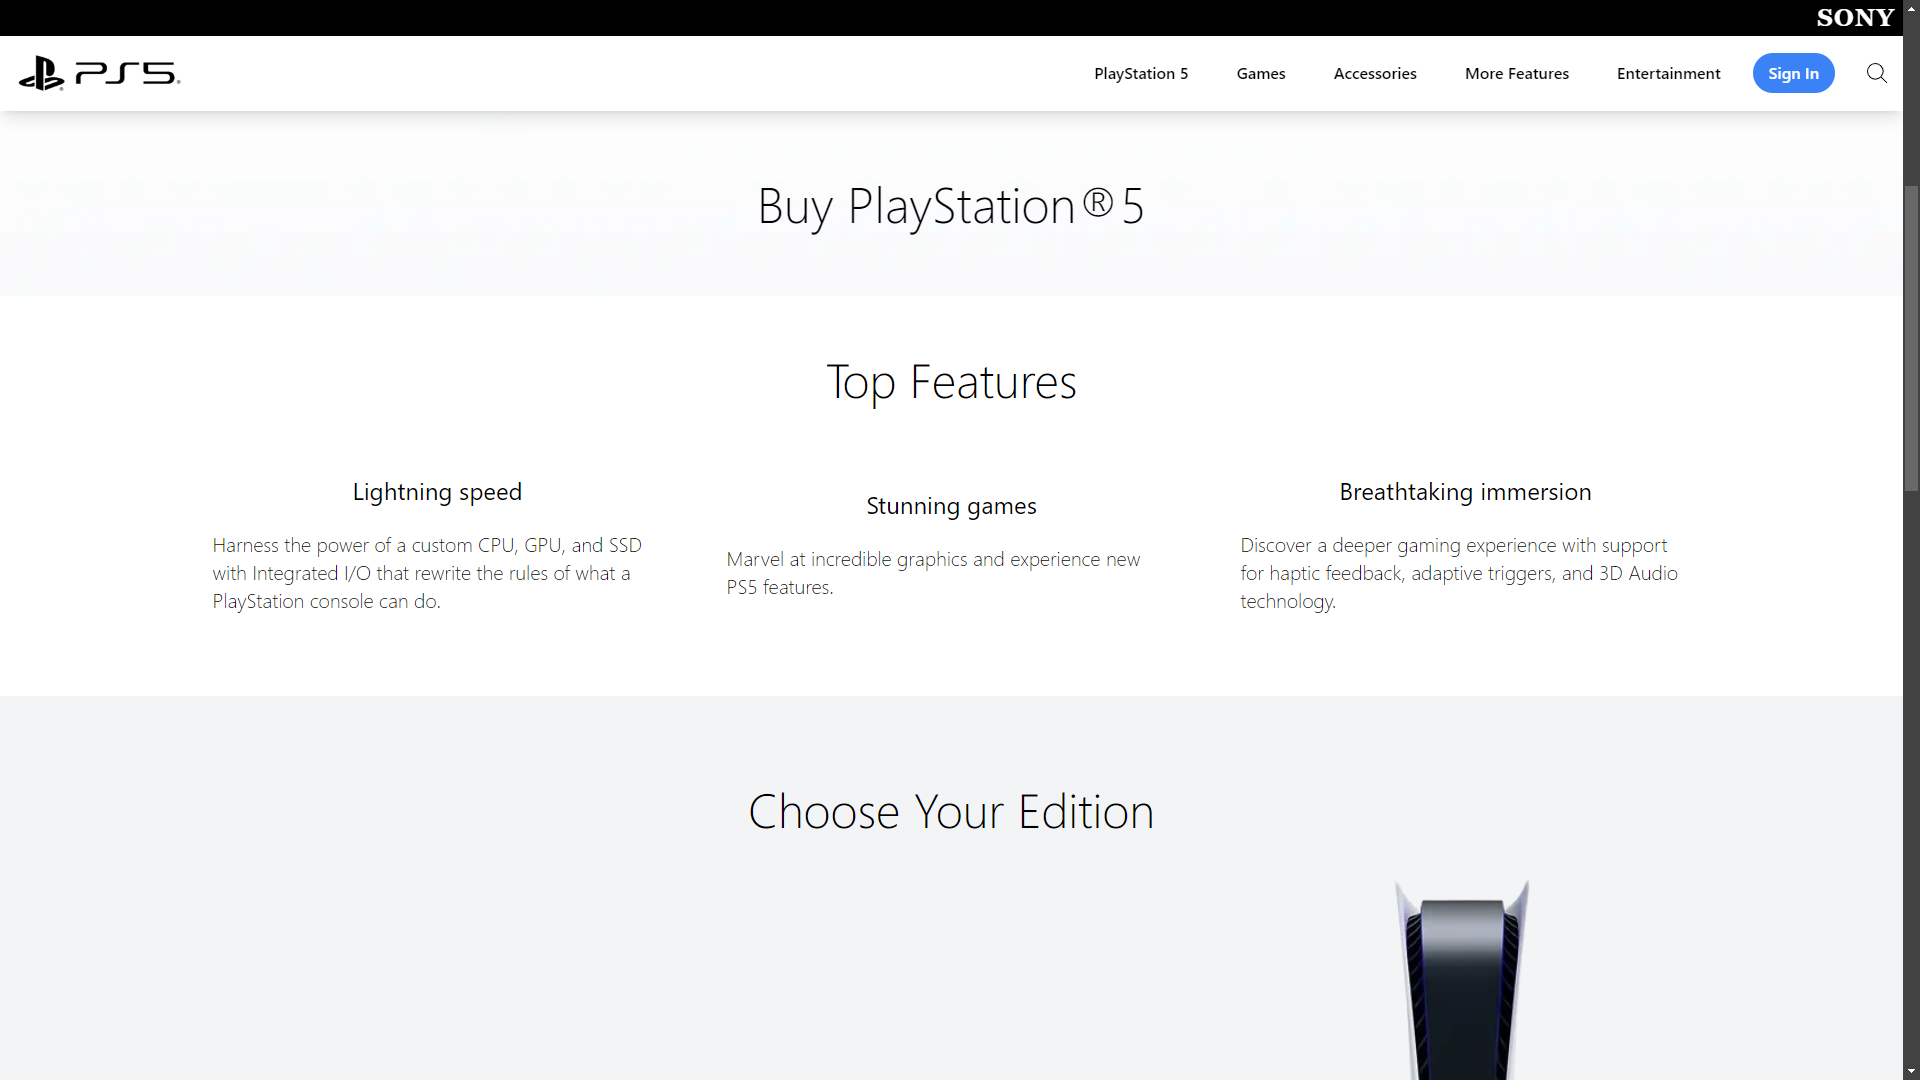 SONY
PS5
PlayStation 5
Games
Accessories
More Features
Entertainment
Sign In
Buy PlayStation®5
Top Features
Lightning speed
Harness the power of a custom CPU, GPU, and SSD
with Integrated I/O that rewrite the rules of what a
PlayStation console can do.
Stunning games
Marvel at incredible graphics and experience new
PS5 features.
Breathtaking immersion
Discover a deeper gaming experience with support
for haptic feedback, adaptive triggers, and 3D Audio
technology.
Choose Your Edition